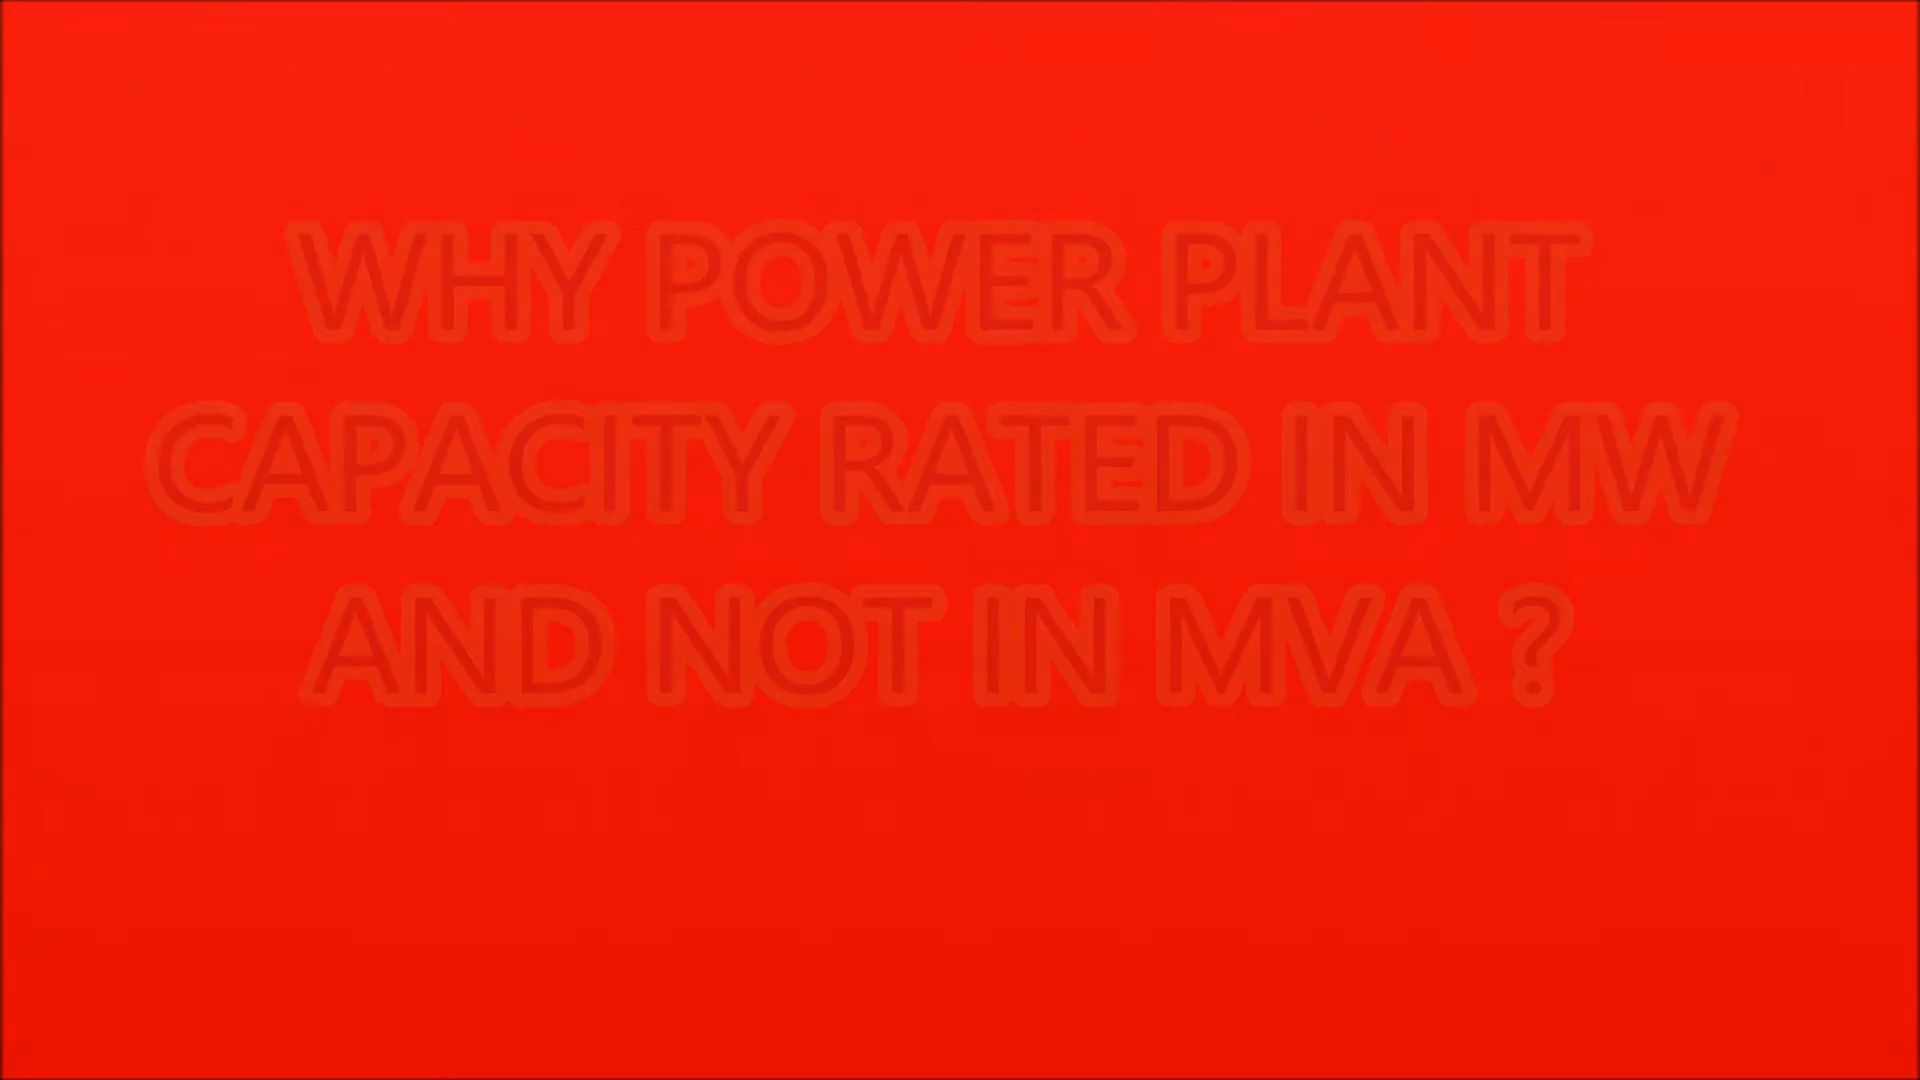 WHY POWER PLANT
CAPACITY RATED IN MW
AND NOT IN MVA ?